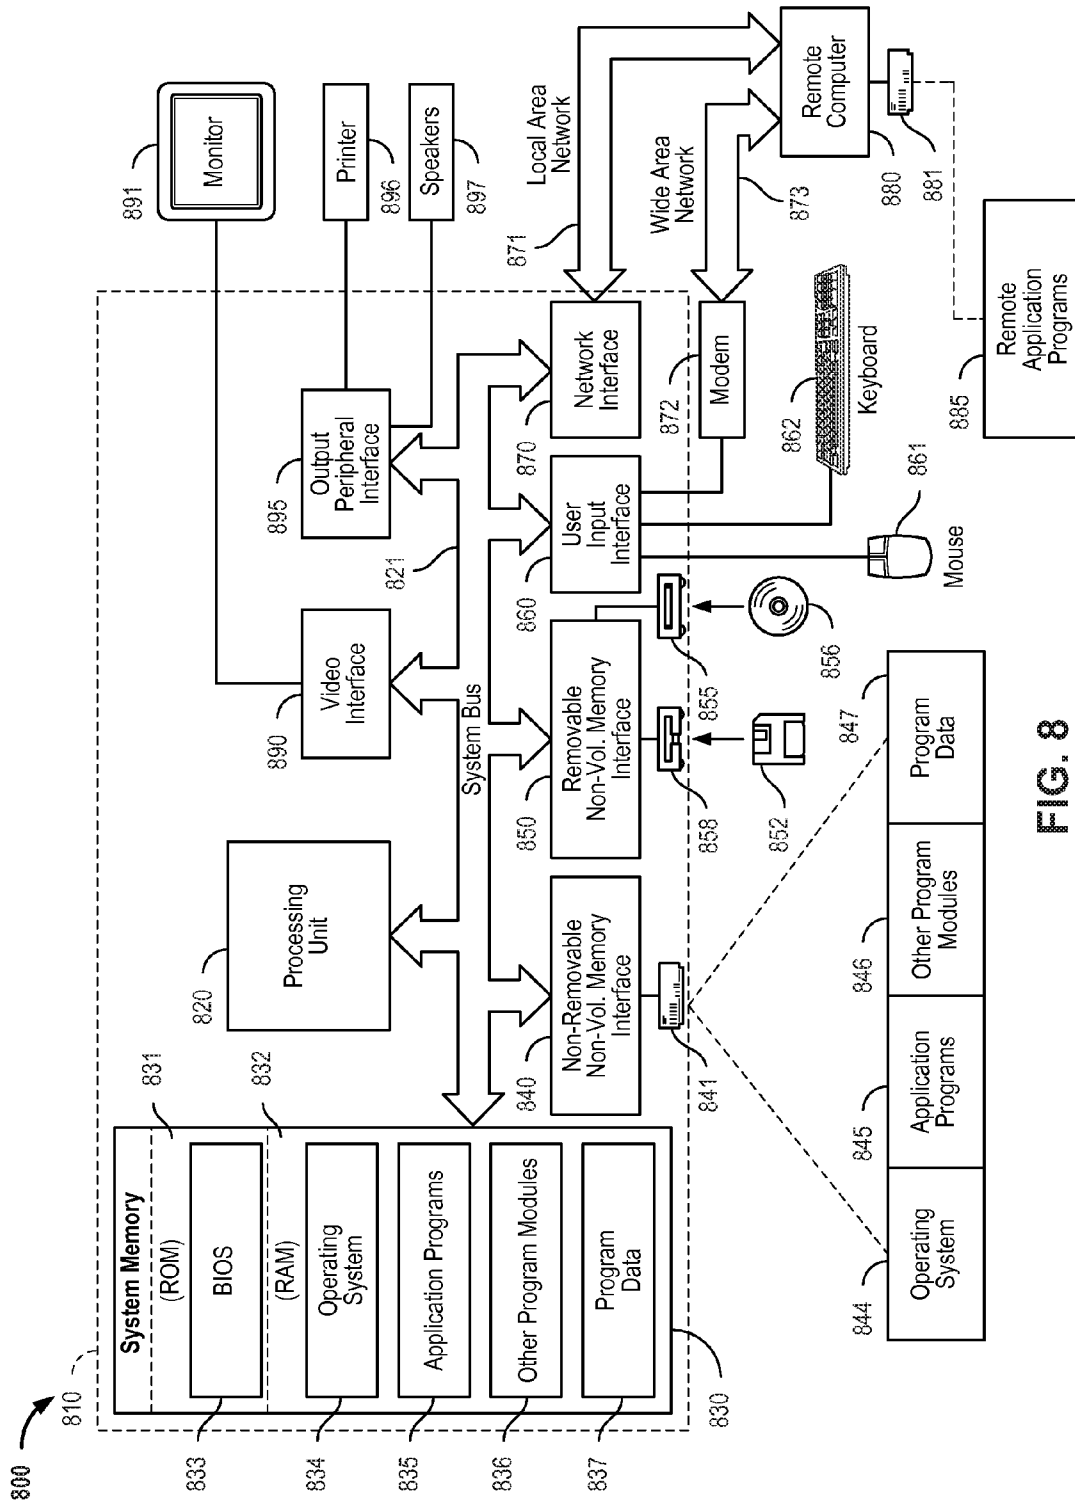 800
810
System Memory
(ROM)
831
BIOS
833
(RAM)
832
Operating
System
834
Application Programs
835
Other Program Modules
836
Program
Data
837
830
820
Processing
Unit
890
Video
Interface
895
Output
Peripheral
Interface
891
Monitor
Printer
896
Speakers
897
System Bus
821
840
Non-Removable
Non-Vol. Memory
Interface
850
Removable
Non-Vol. Memory
Interface
860
User
Input
Interface
870
Network
Interface
871
Local Area
Network
841
858
855
852
856
872
Modem
Wide Area
Network
873
Remote
Computer
880
881
Mouse
861
862
Keyboard
885
Remote
Application
Programs
844
Operating
System
845
Application
Programs
846
Other Program
Modules
847
Program
Data
FIG. 8